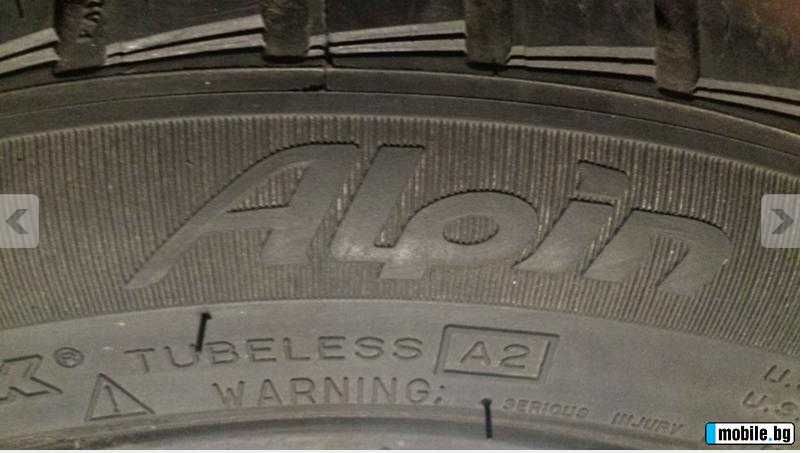 Alpin
® TUBELESS A2
WARNING:
SERIOUS INJURY
mobile.bg